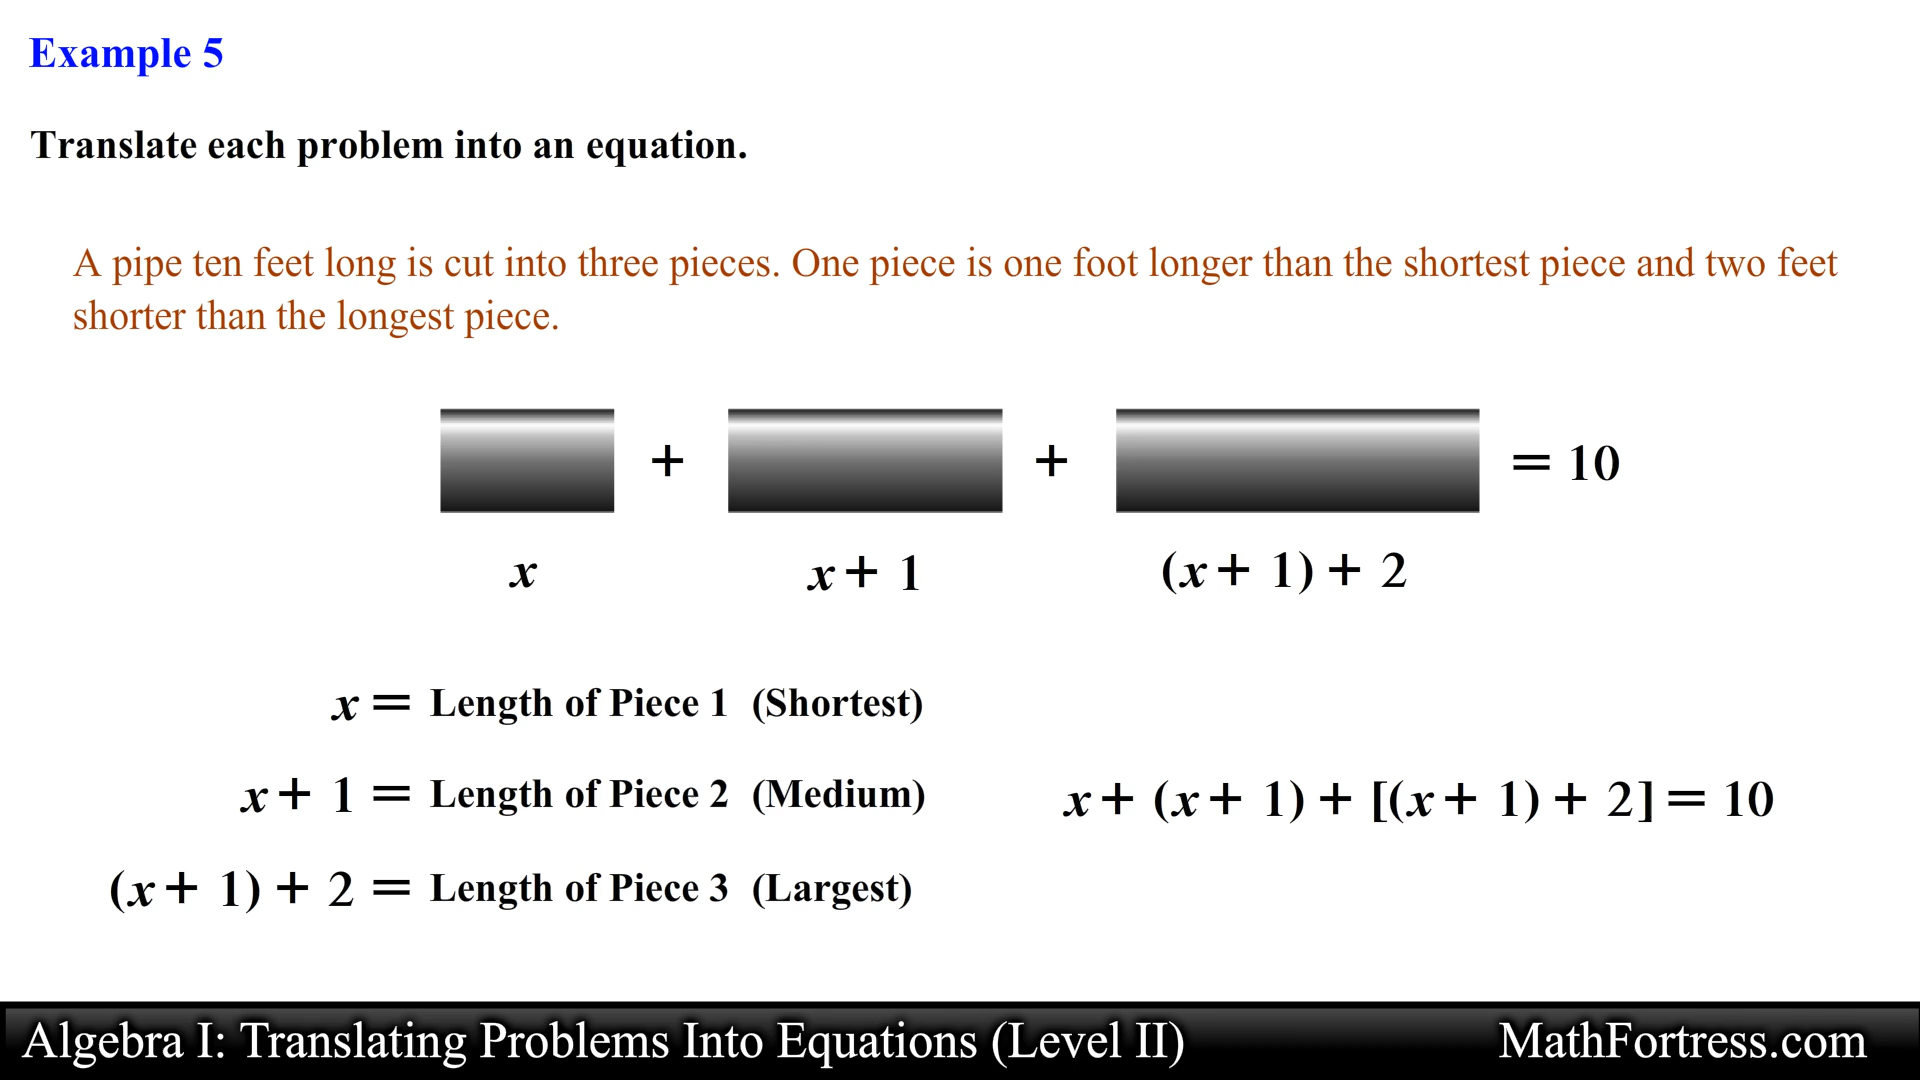 Example 5
Translate each problem into an equation.
A pipe ten feet long is cut into three pieces. One piece is one foot longer than the shortest piece and two feet
shorter than the longest piece.
+ + = 10
x x + 1 (x + 1) + 2
x = Length of Piece 1 (Shortest)
x + 1 = Length of Piece 2 (Medium)
x + (x + 1) + [(x + 1) + 2] = 10
(x + 1) + 2 = Length of Piece 3 (Largest)
Algebra I: Translating Problems Into Equations (Level II)
MathFortress.com